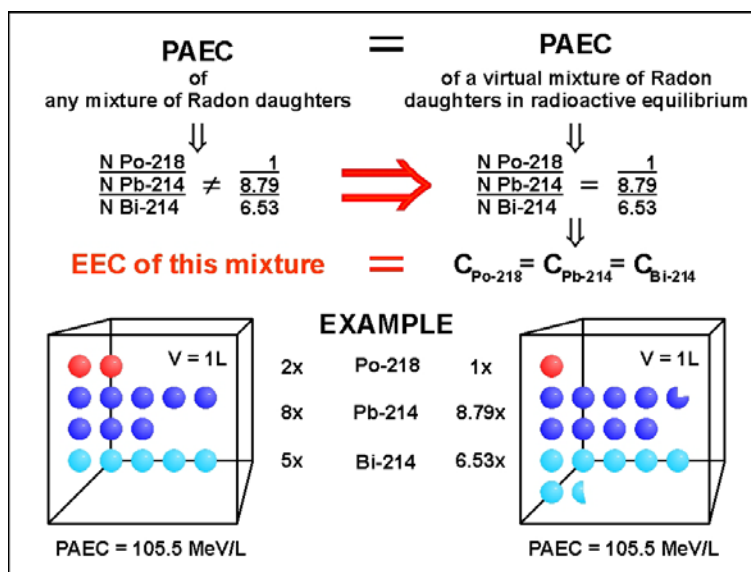 PAEC
of
any mixture of Radon daughters
⇓
N Po-218
N Pb-214
N Bi-214
≠
1
8.79
6.53
=
PAEC
of a virtual mixture of Radon
daughters in radioactive equilibrium
⇓
N Po-218
N Pb-214
N Bi-214
=
1
8.79
6.53
⇓
EEC of this mixture = C Po-218 = C Pb-214 = C Bi-214
EXAMPLE
V = 1L
2x Po-218 1x
8x Pb-214 8.79x
5x Bi-214 6.53x
V = 1L
PAEC = 105.5 MeV/L
PAEC = 105.5 MeV/L